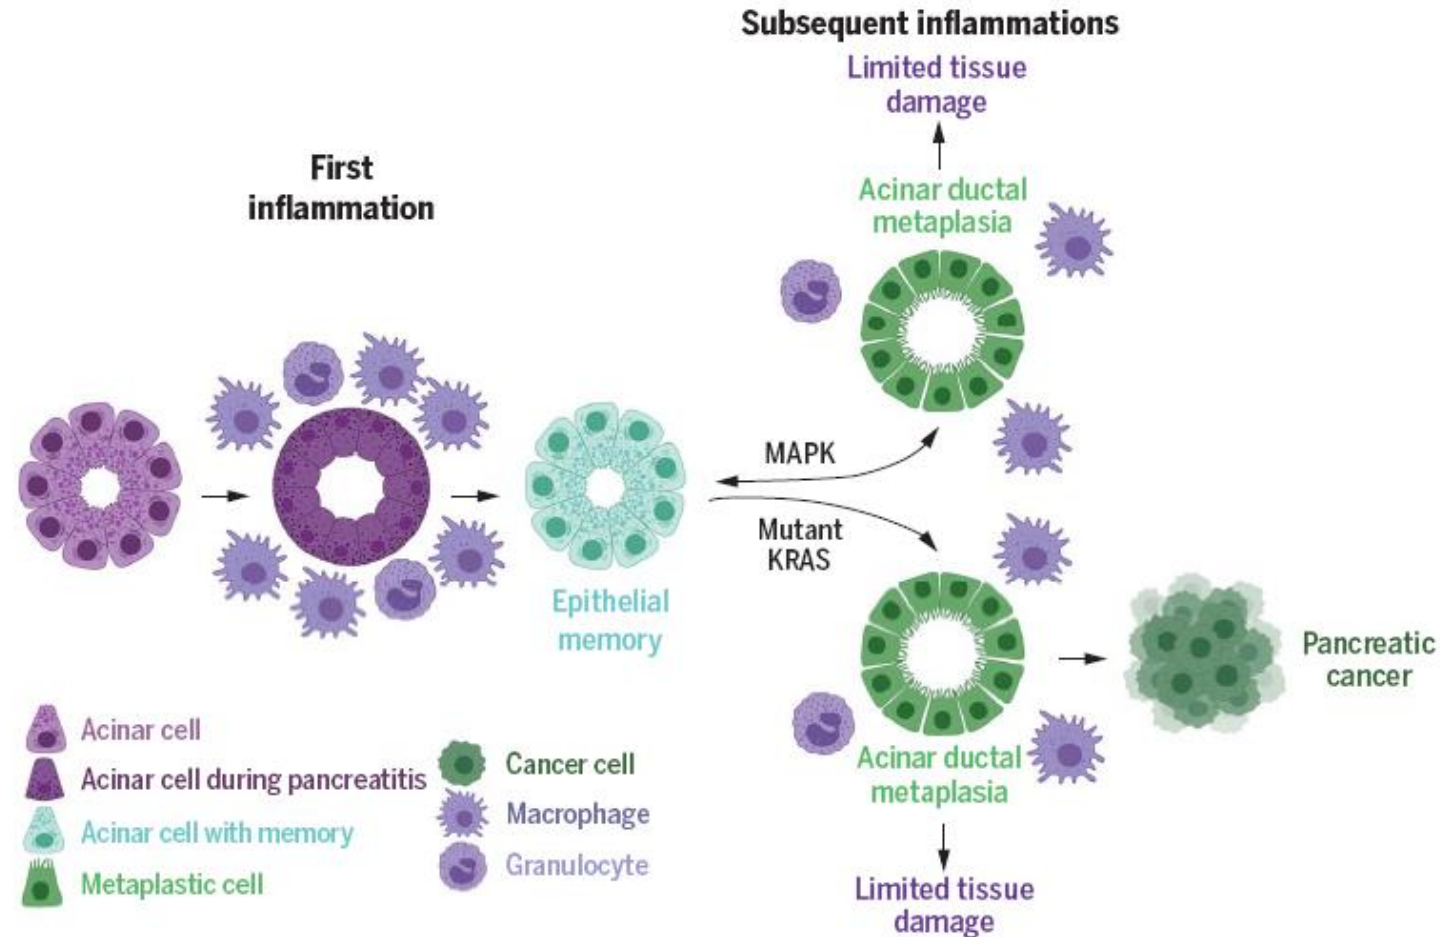 Subsequent inflammations
Limited tissue
damage
First
inflammation
Acinar ductal
metaplasia
MAPK
Mutant
KRAS
Epithelial
memory
Pancreatic
cancer
Acinar ductal
metaplasia
Limited tissue
damage
Acinar cell
Acinar cell during pancreatitis
Acinar cell with memory
Metaplastic cell
Cancer cell
Macrophage
Granulocyte